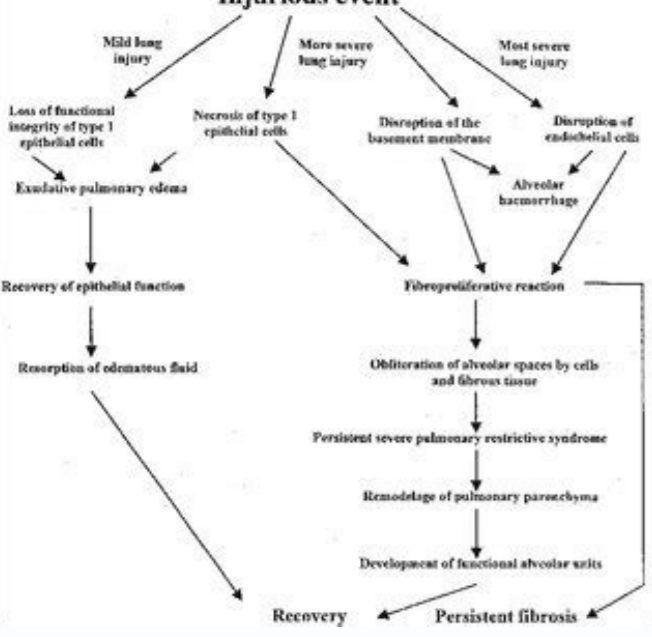 Injurious event
Mild lung
injury
More severe
lung injury
Most severe
lung injury
Loss of functional
integrity of type 1
epithelial cells
Necrosis of type 1
epithelial cells
Disruption of the
basement membrane
Disruption of
endothelial cells
Exudative pulmonary edema
Alveolar
haemorrhage
Recovery of epithelial function
Fibroproliferative reaction
Resorption of edematous fluid
Obliteration of alveolar spaces by cells
and fibrous tissue
Persistent severe pulmonary restrictive syndrome
Remodelage of pulmonary parenchyma
Development of functional alveolar units
Recovery
Persistent fibrosis